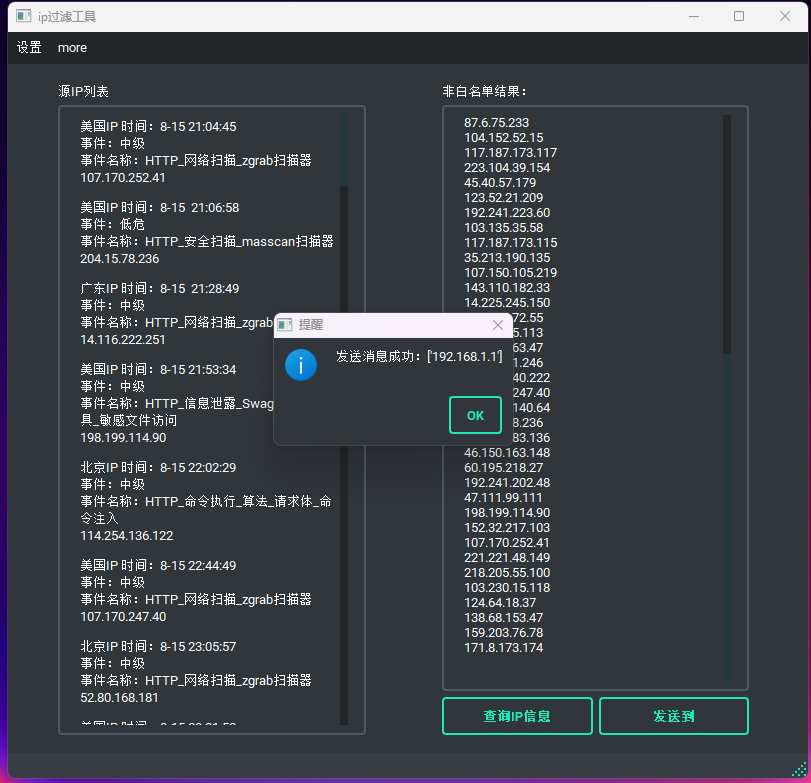 ip过滤工具
设置 more
源IP列表
美国IP 时间：8-15 21:04:45
事件：中级
事件名称：HTTP_网络扫描_zgrab扫描器
107.170.252.41
美国IP 时间：8-15 21:06:58
事件：低危
事件名称：HTTP_安全扫描_masscan扫描器
204.15.78.236
广东IP 时间：8-15 21:28:49
事件：中级
事件名称：HTTP_网络扫描_zgrab
14.116.222.251
美国IP 时间：8-15 21:53:34
事件：中级
事件名称：HTTP_信息泄露_Swag
具_敏感文件访问
198.199.114.90
北京IP 时间：8-15 22:02:29
事件：中级
事件名称：HTTP_命令执行_算法_请求体_命
令注入
114.254.136.122
美国IP 时间：8-15 22:44:49
事件：中级
事件名称：HTTP_网络扫描_zgrab扫描器
107.170.247.40
北京IP 时间：8-15 23:05:57
事件：中级
事件名称：HTTP_网络扫描_zgrab扫描器
52.80.168.181
非白名单结果：
87.6.75.233
104.152.52.15
117.187.173.117
223.104.39.154
45.40.57.179
123.52.21.209
192.241.223.60
103.135.35.58
117.187.173.115
35.213.190.135
107.150.105.219
143.110.182.33
14.225.245.150
72.55
5.113
63.47
1.246
40.222
247.40
140.64
8.236
83.136
46.150.163.148
60.195.218.27
192.241.202.48
47.111.99.111
198.199.114.90
152.32.217.103
107.170.252.41
221.221.48.149
218.205.55.100
103.230.15.118
124.64.18.37
138.68.153.47
159.203.76.78
171.8.173.174
提醒
发送消息成功：['192.168.1.1']
OK
查询IP信息
发送到